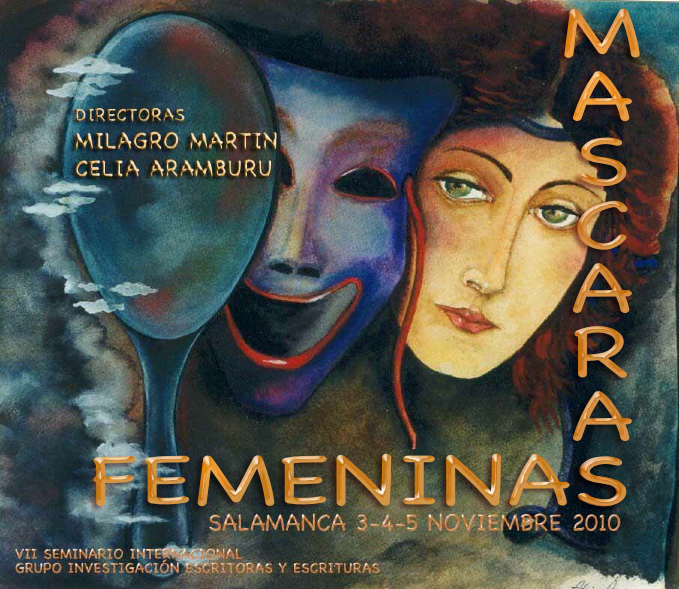 MASCARAS
DIRECTORAS
MILAGRO MARTIN
CELIA ARAMBURU
FEMENINAS
SALAMANCA 3-4-5 NOVIEMBRE 2010
VII SEMINARIO INTERNACIONAL
GRUPO INVESTIGACIÓN ESCRITORAS Y ESCRITURAS